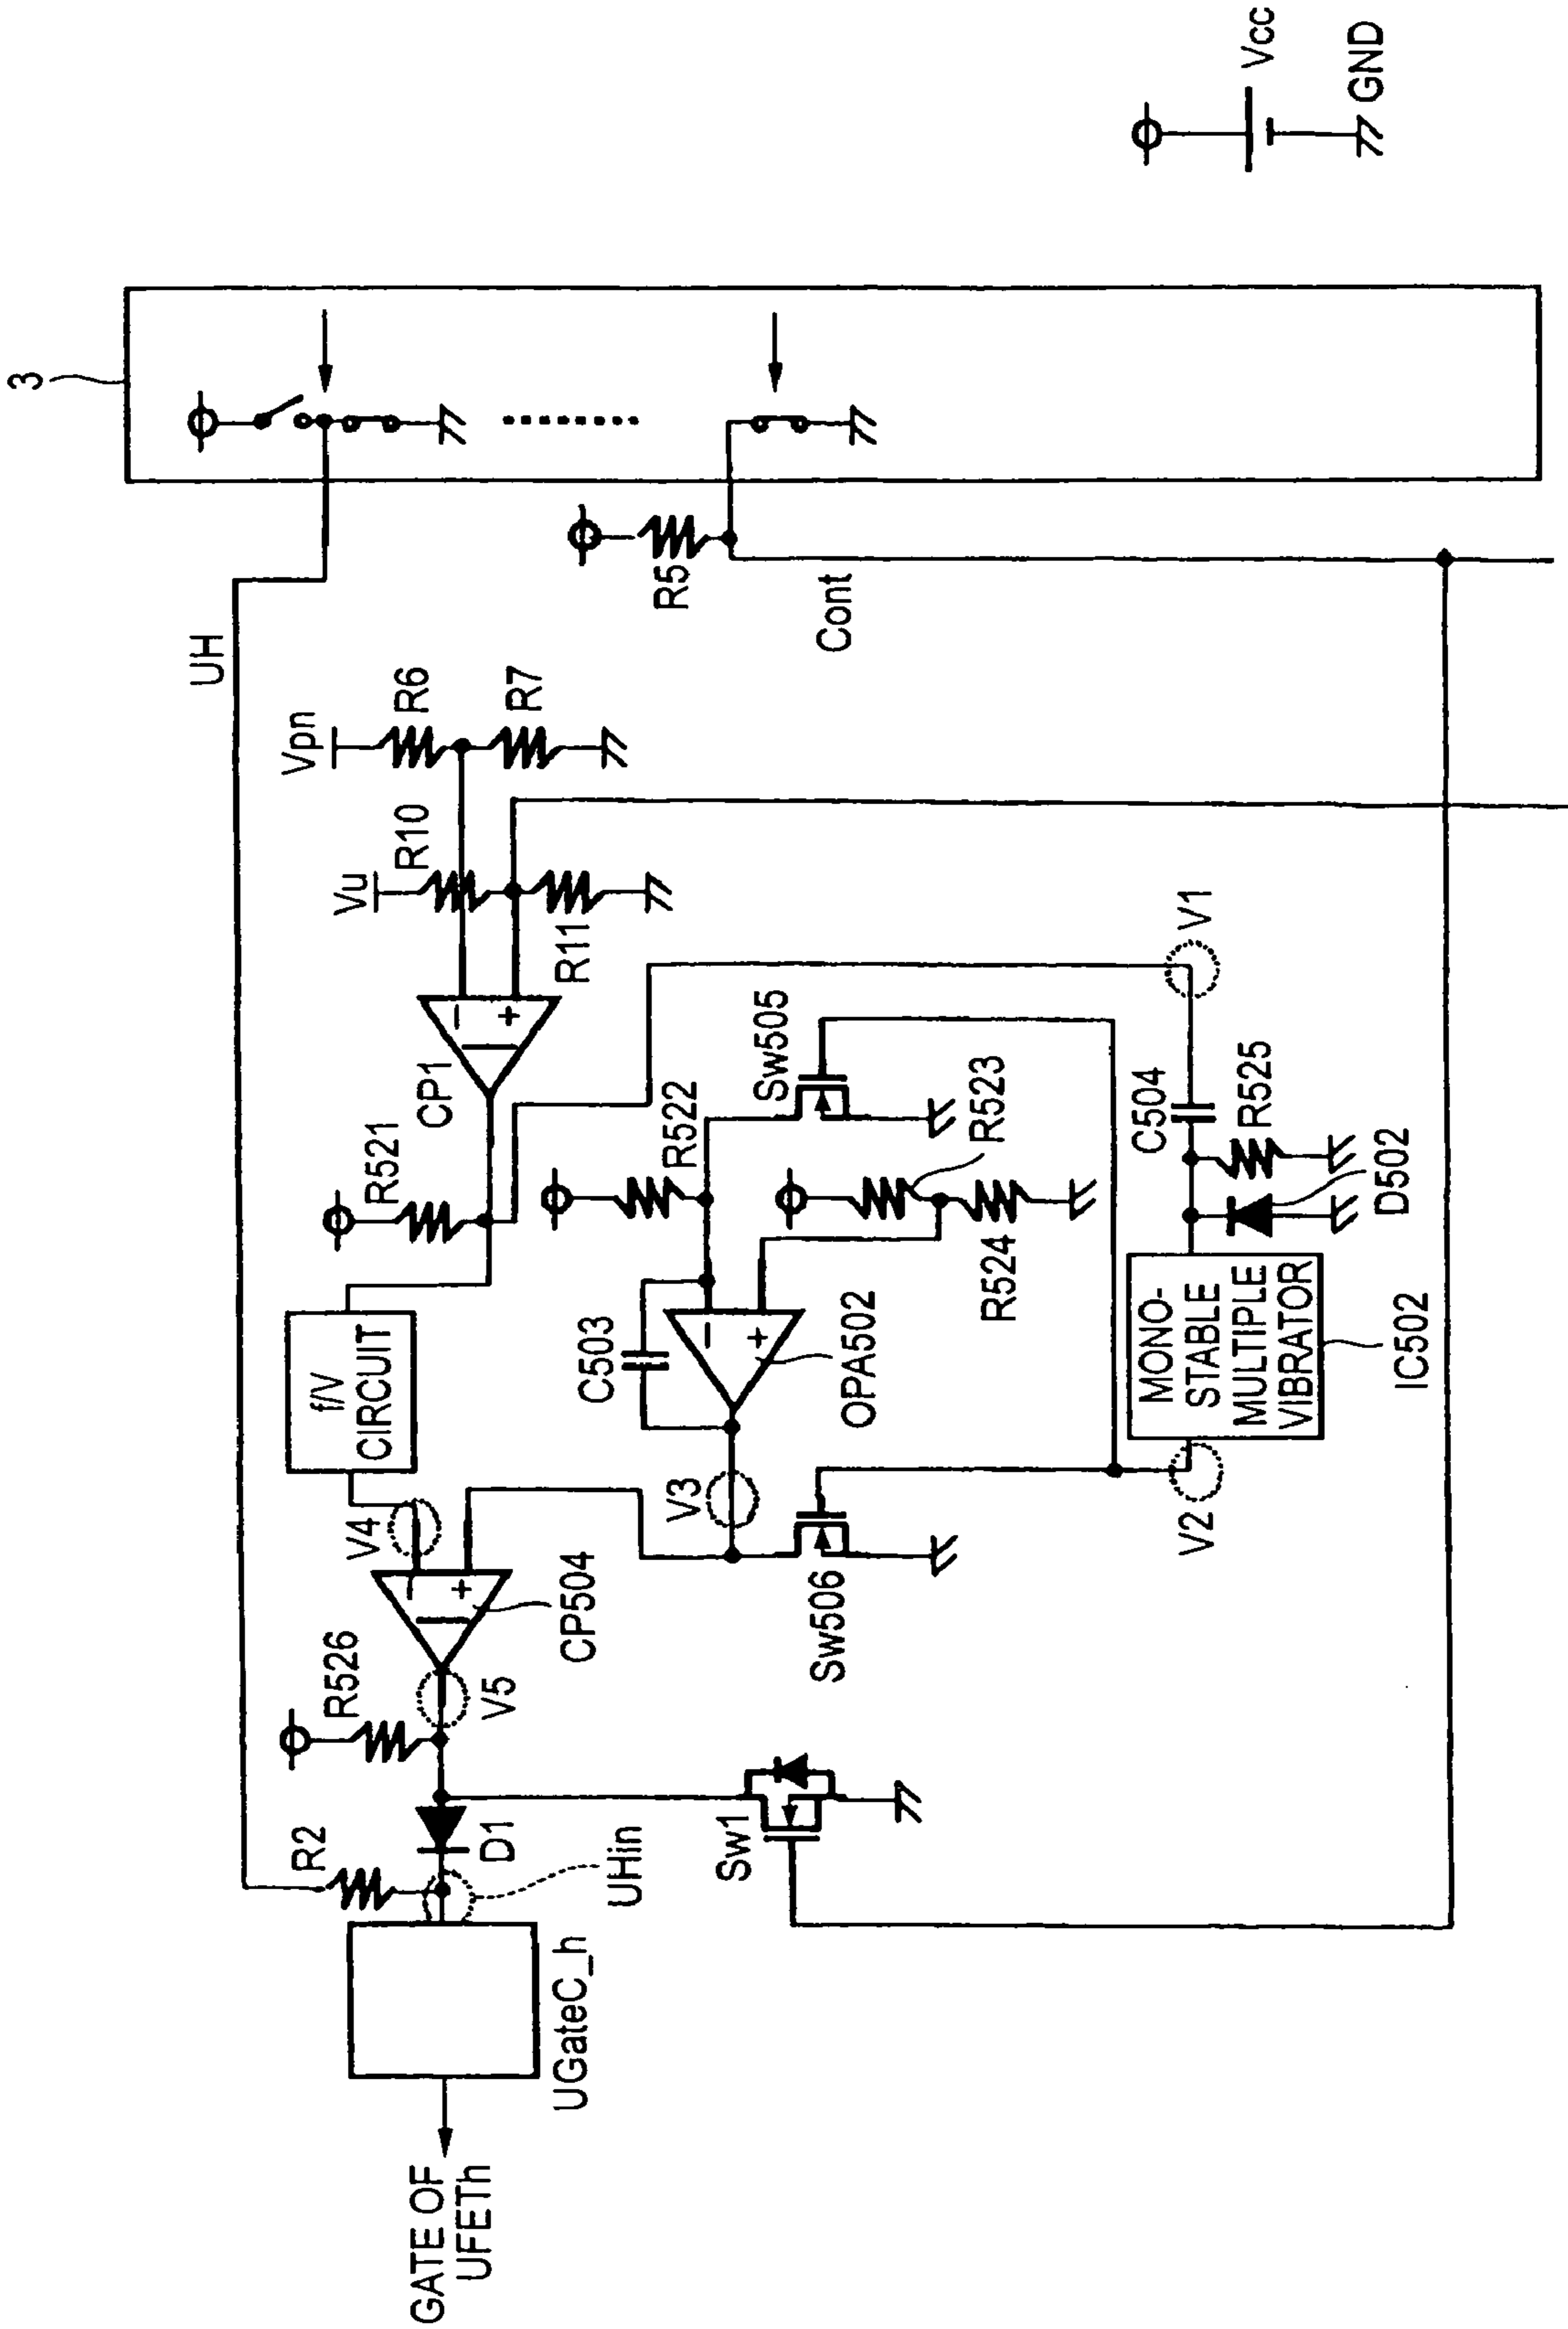 3
UH
Vcc
GND
R5
Cont
Vpn
R6
R7
Vu
R10
R11
−
+
CP1
R521
V1
Sw505
R522
R523
R524
C504
R525
D502
f/V
CIRCUIT
C503
−
+
OPA502
MONO-
STABLE
MULTIPLE
VIBRATOR
IC502
V4
V3
V2
−
+
CP504
Sw506
R526
V5
R2
D1
UHin
Sw1
UGateC_h
GATE OF
UFETh